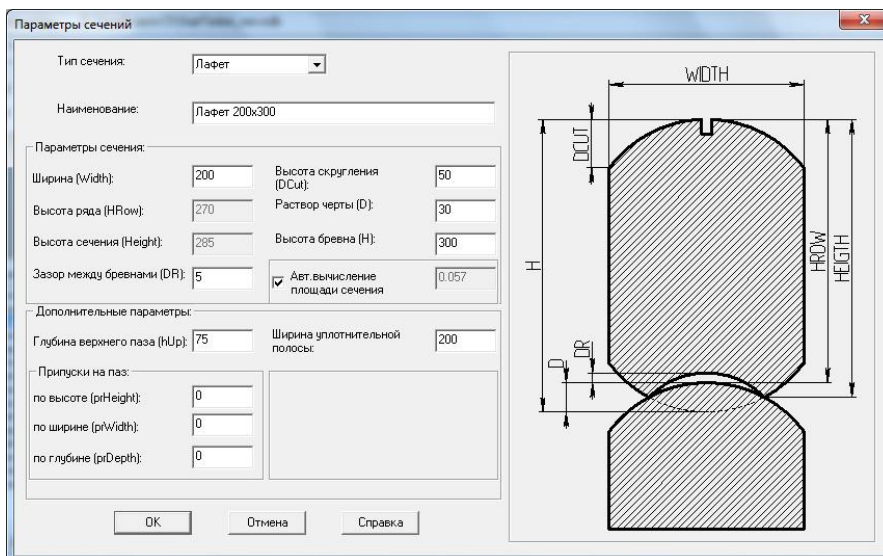 Параметры сечений
Тип сечения:
Лафет
Наименование:
Лафет 200x300
Параметры сечения:
Ширина (Width):
200
Высота скругления (DCut):
50
Высота ряда (HRow):
270
Раствор черты (D):
30
Высота сечения (Height):
285
Высота бревна (H):
300
Зазор между бревнами (DR):
5
Авт.вычисление площади сечения
0.057
Дополнительные параметры:
Глубина верхнего паза (hUp):
75
Ширина уплотнительной полосы:
200
Припуски на паз:
по высоте (prHeight):
0
по ширине (prWidth):
0
по глубине (prDepth):
0
OK
Отмена
Справка
WIDTH
DCUT
H
HROW
HEIGTH
DR
D